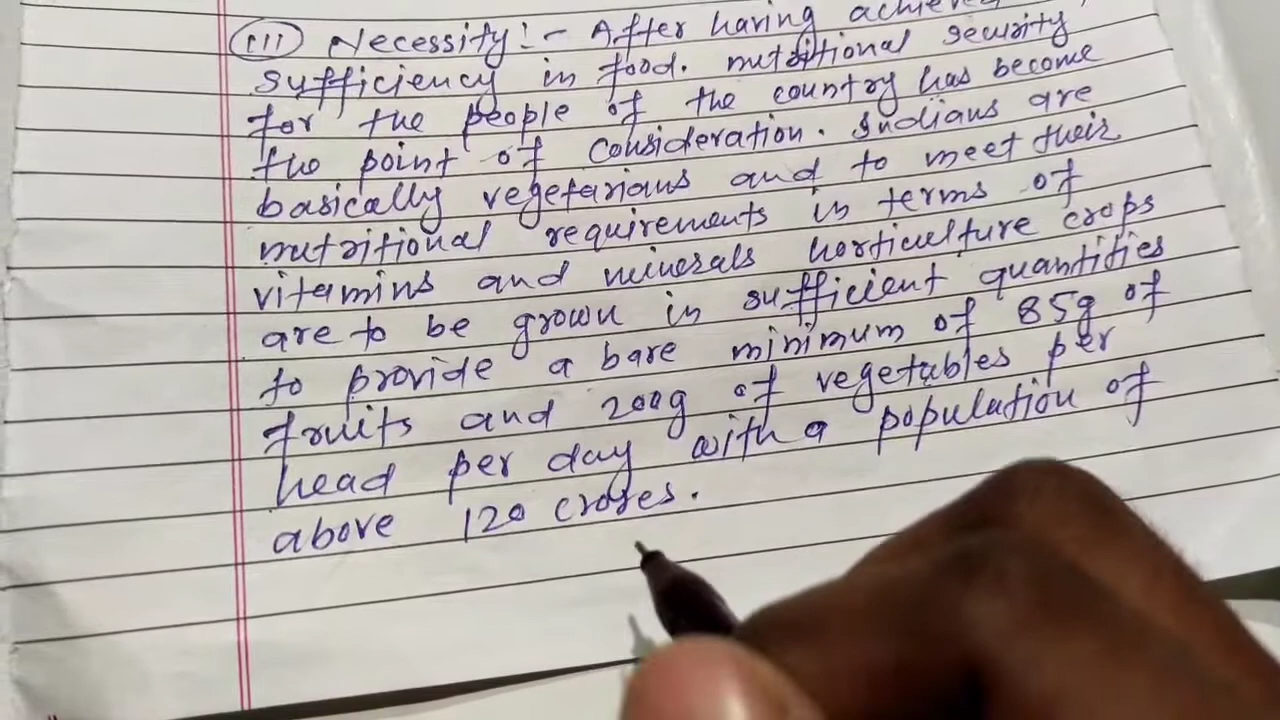 (III) Necessity:- After having
sufficiency in food. nutritional security
for the people of the country has become
the point of consideration. Indians are
basically vegetarians and to meet their
nutritional requirements in terms of
vitamins and minerals horticulture crops
are to be grown in sufficient quantities
to provide a bare minimum of 85g of
fruits and 200g of vegetables per
head per day with a population of
above 120 crores.